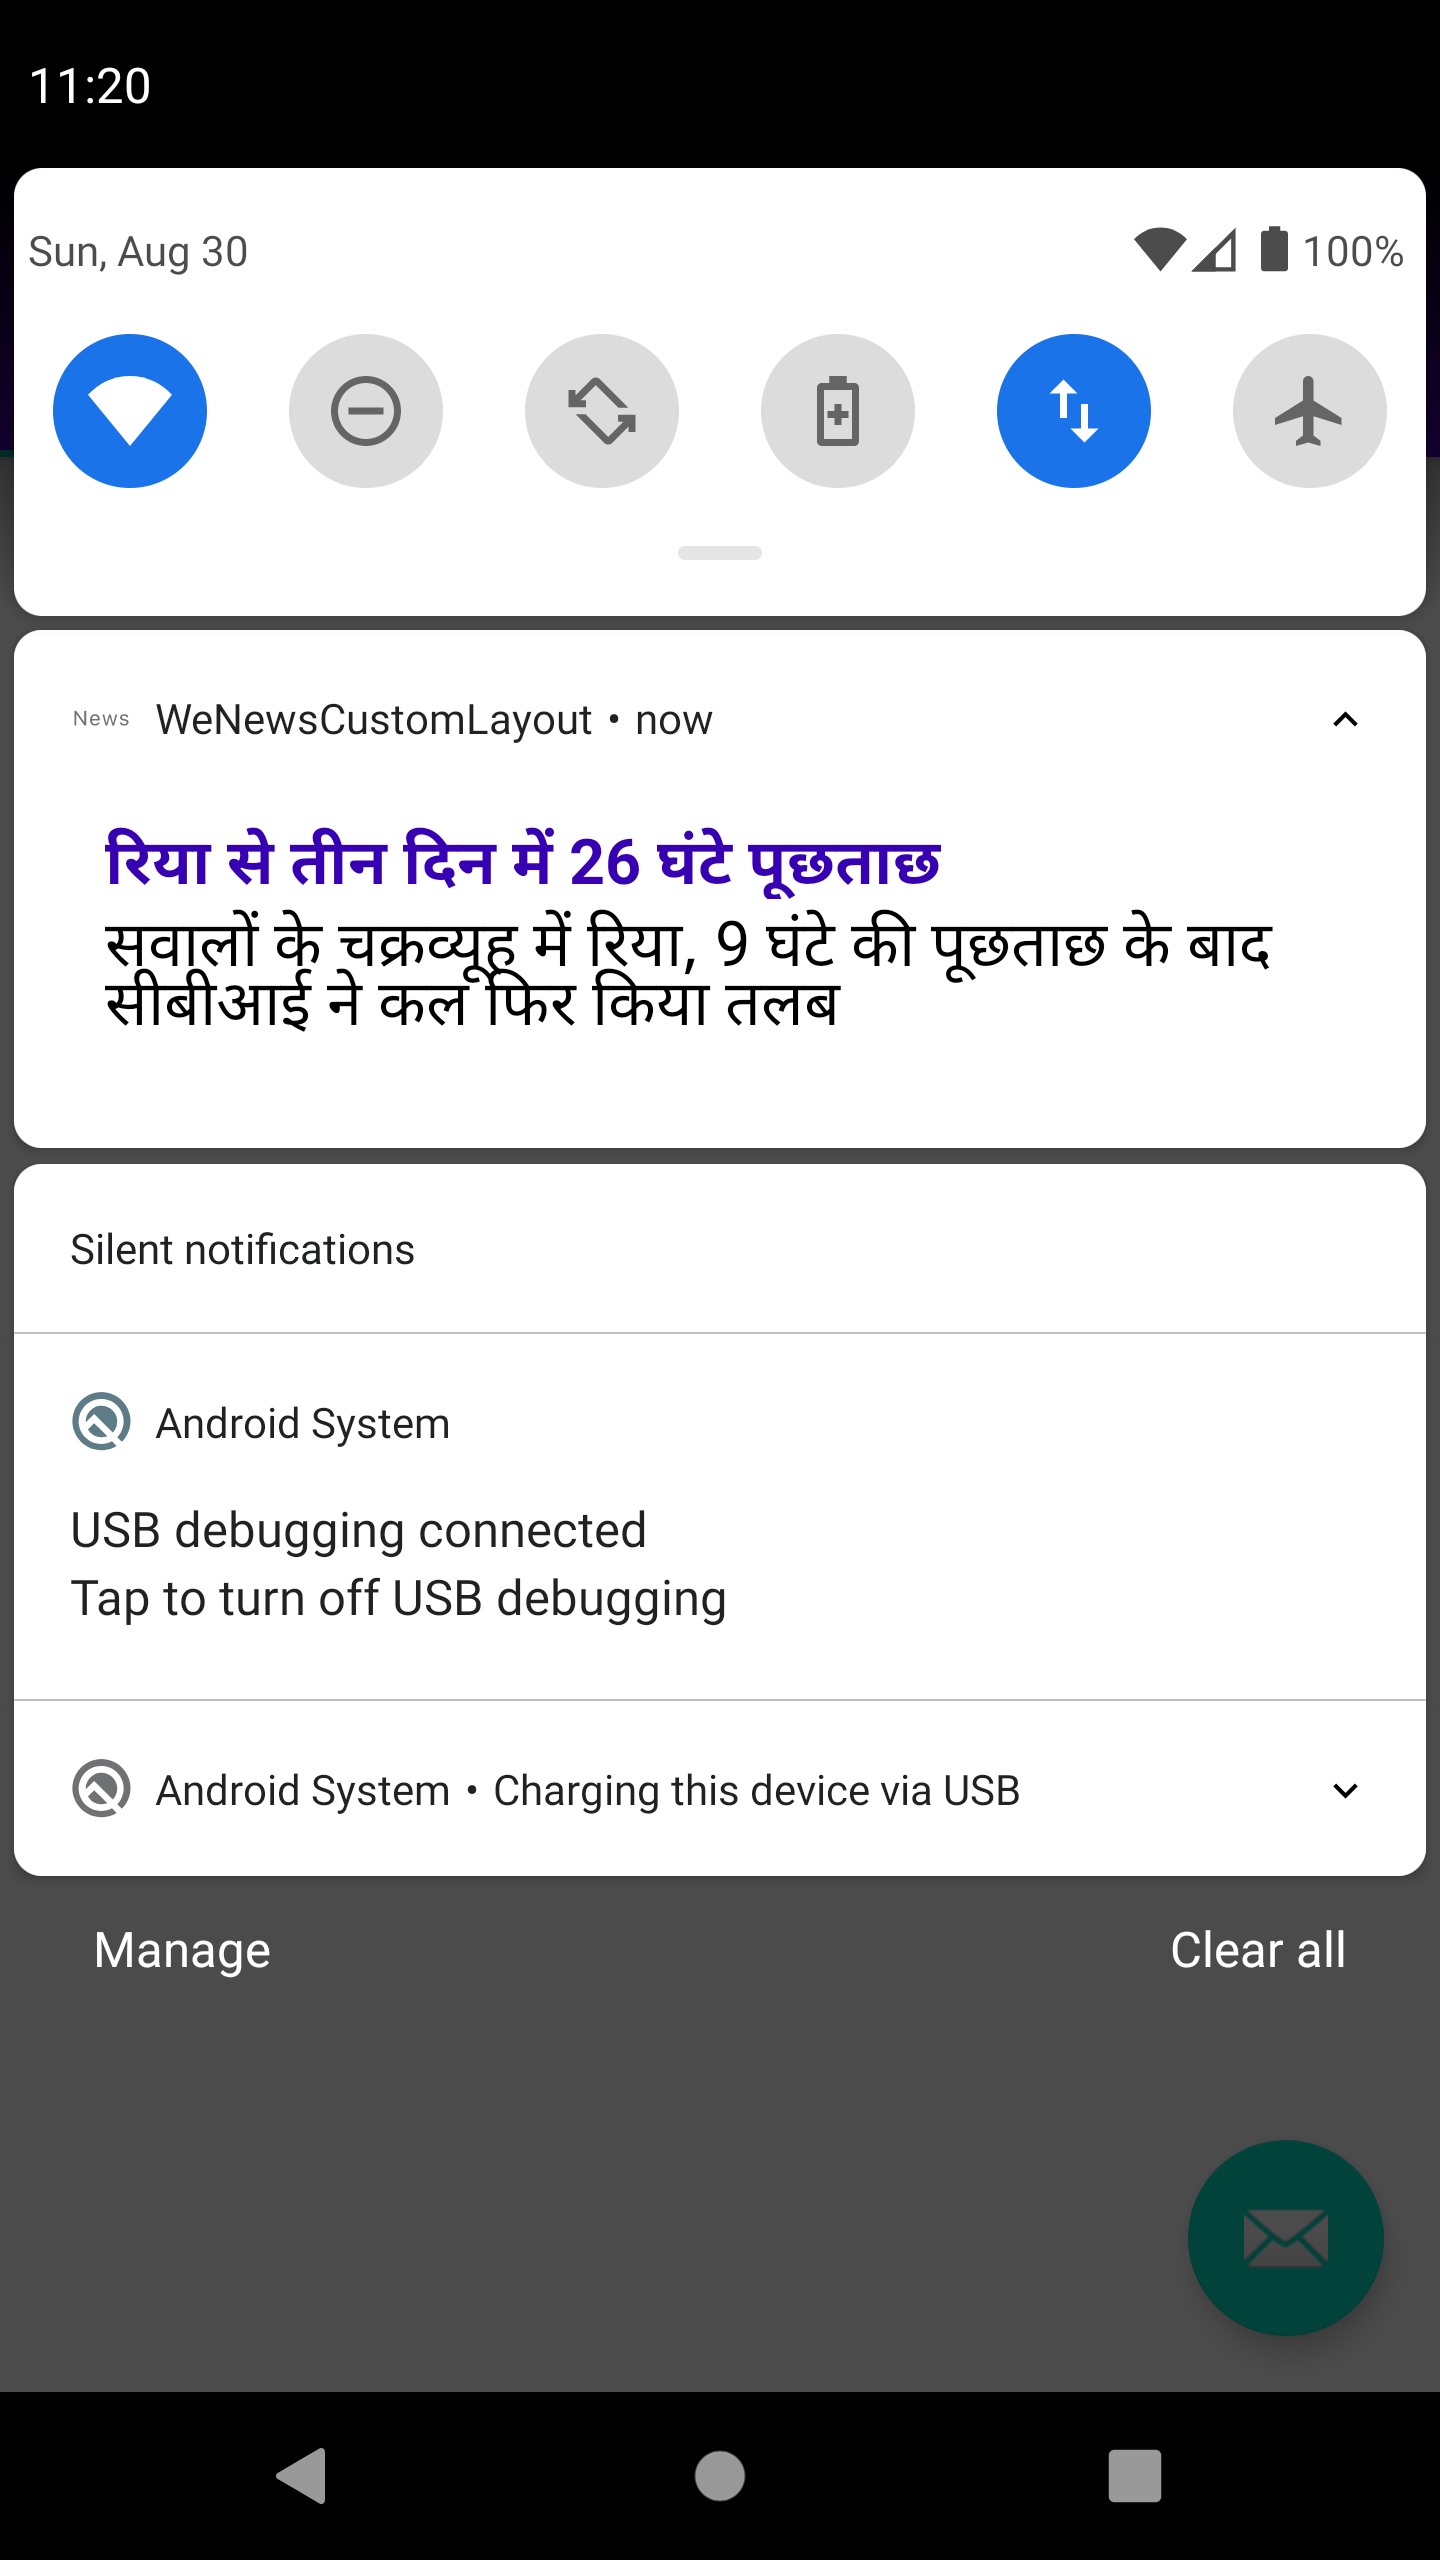 11:20
Sun, Aug 30
100%
News WeNewsCustomLayout • now
रिया से तीन दिन में 26 घंटे पूछताछ
सवालों के चक्रव्यूह में रिया, 9 घंटे की पूछताछ के बाद
सीबीआई ने कल फिर किया तलब
Silent notifications
Android System
USB debugging connected
Tap to turn off USB debugging
Android System • Charging this device via USB
Manage
Clear all